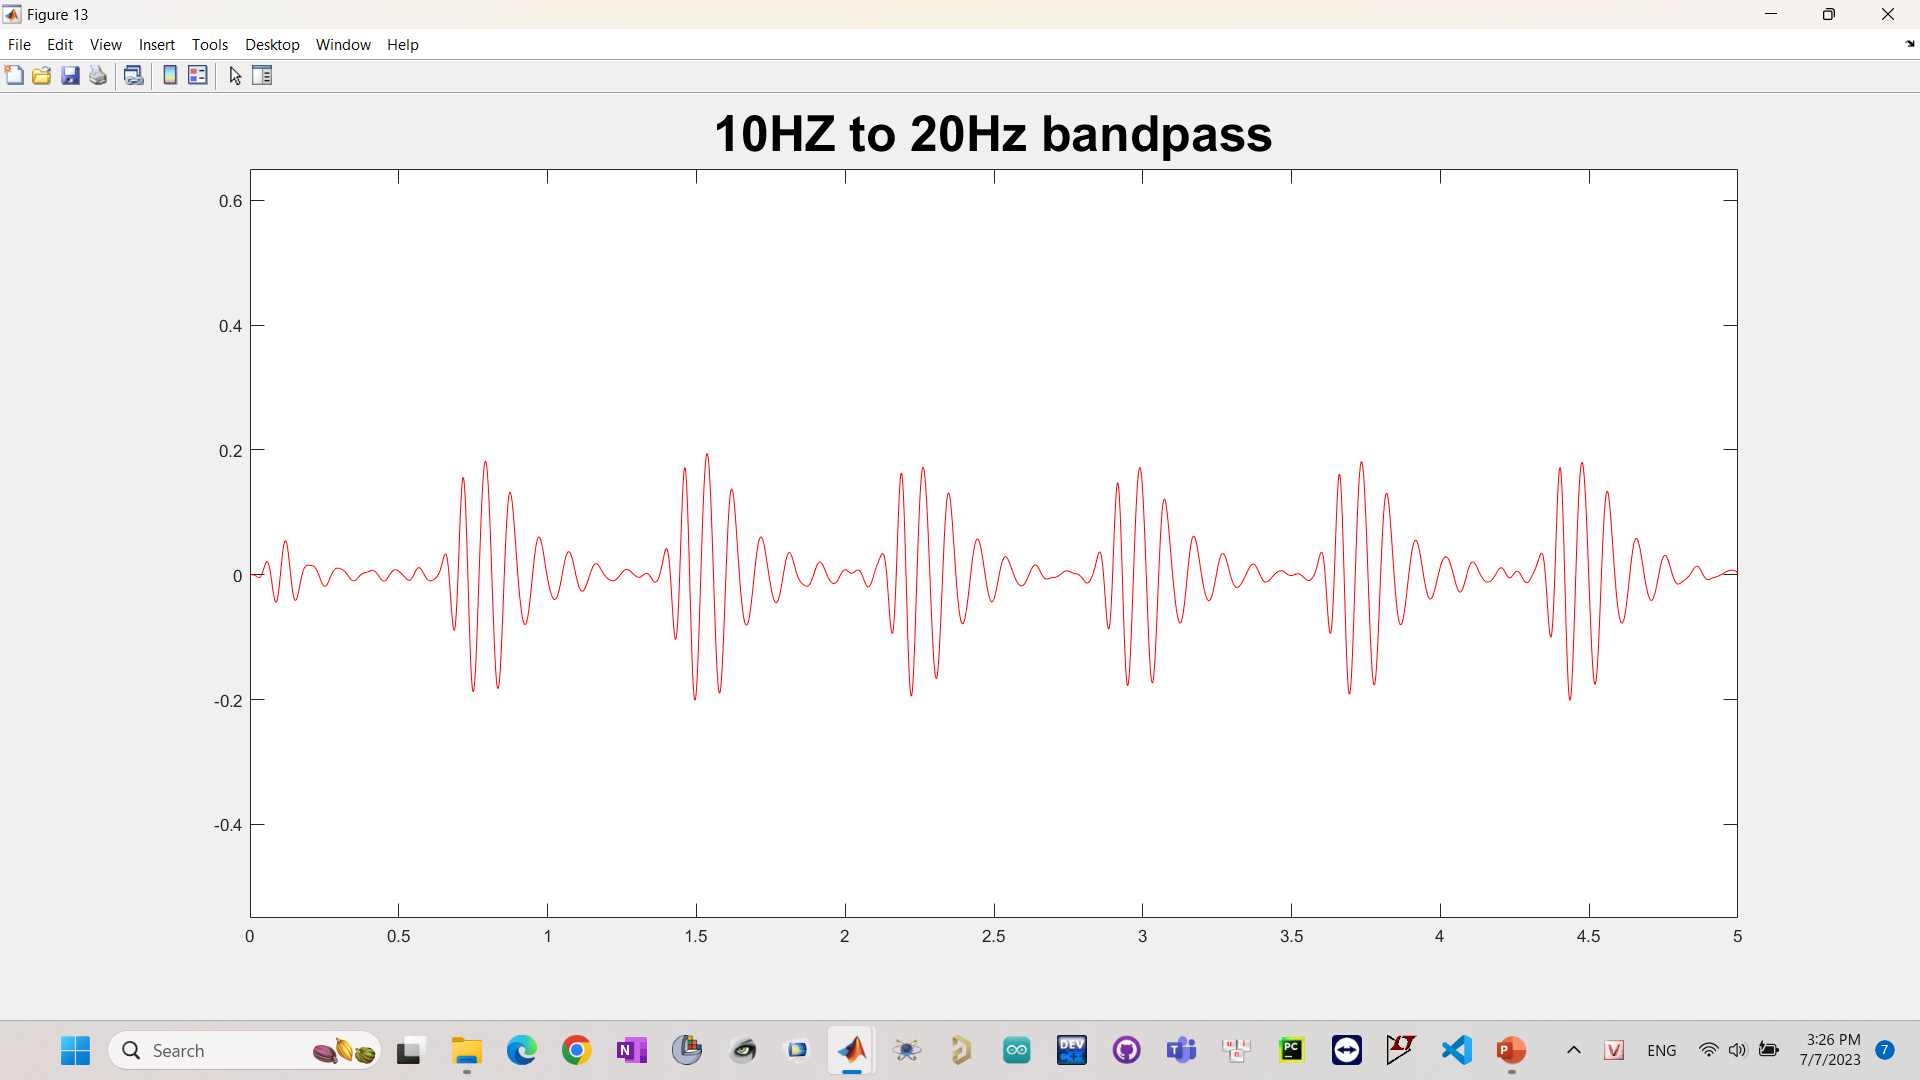 Figure 13
File Edit View Insert Tools Desktop Window Help
10HZ to 20Hz bandpass
0.6
0.4
0.2
0
-0.2
-0.4
0 0.5 1 1.5 2 2.5 3 3.5 4 4.5 5
Search
N
DEV
C++
PC
P
V
ENG
3:26 PM
7/7/2023
7